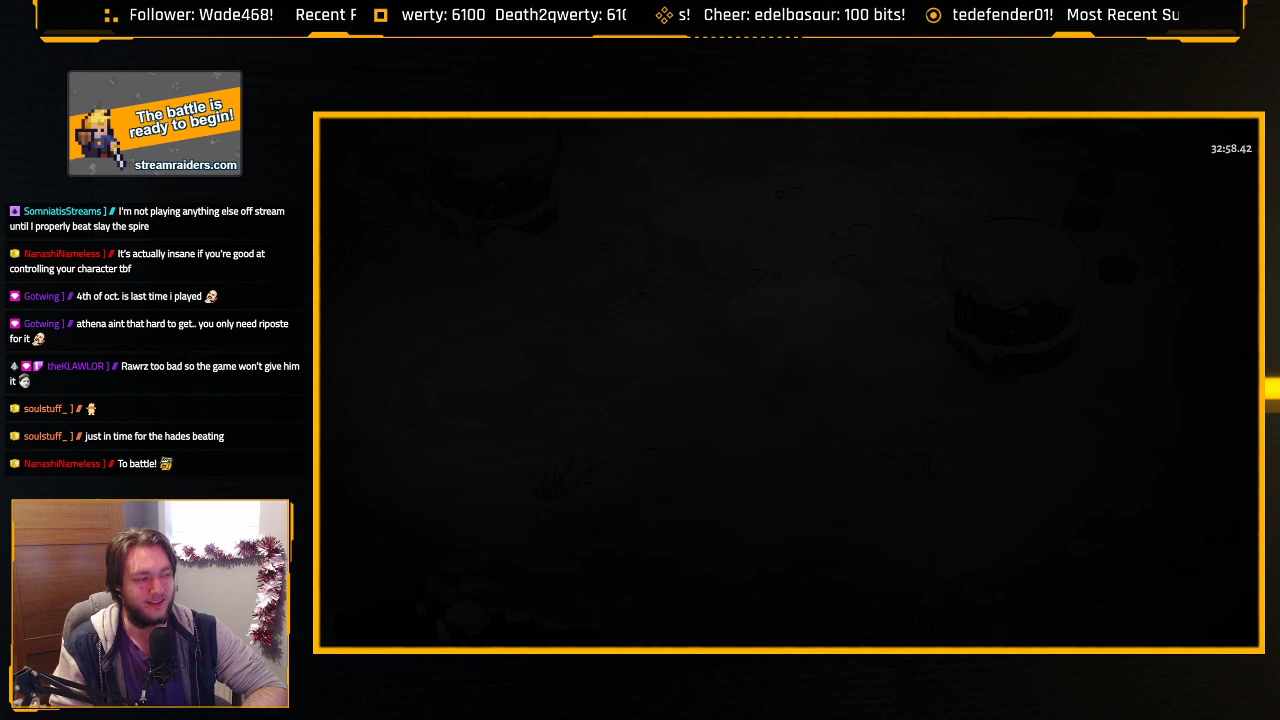 Follower: Wade468! Recent F
werty: 6100 Death2qwerty: 610
s! Cheer: edelbasaur: 100 bits!
tedefender01! Most Recent Su
The battle is
ready to begin!
streamraiders.com
32:58.42
SomniatisStreams ] // I'm not playing anything else off stream
until I properly beat slay the spire
NanashiNameless ] // It's actually insane if you're good at
controlling your character tbf
Gotwing ] // 4th of oct. is last time i played
Gotwing ] // athena aint that hard to get.. you only need riposte
for it
theKLAWLOR ] // Rawrz too bad so the game won't give him
it
soulstuff_ ] //
soulstuff_ ] // just in time for the hades beating
NanashiNameless ] // To battle!